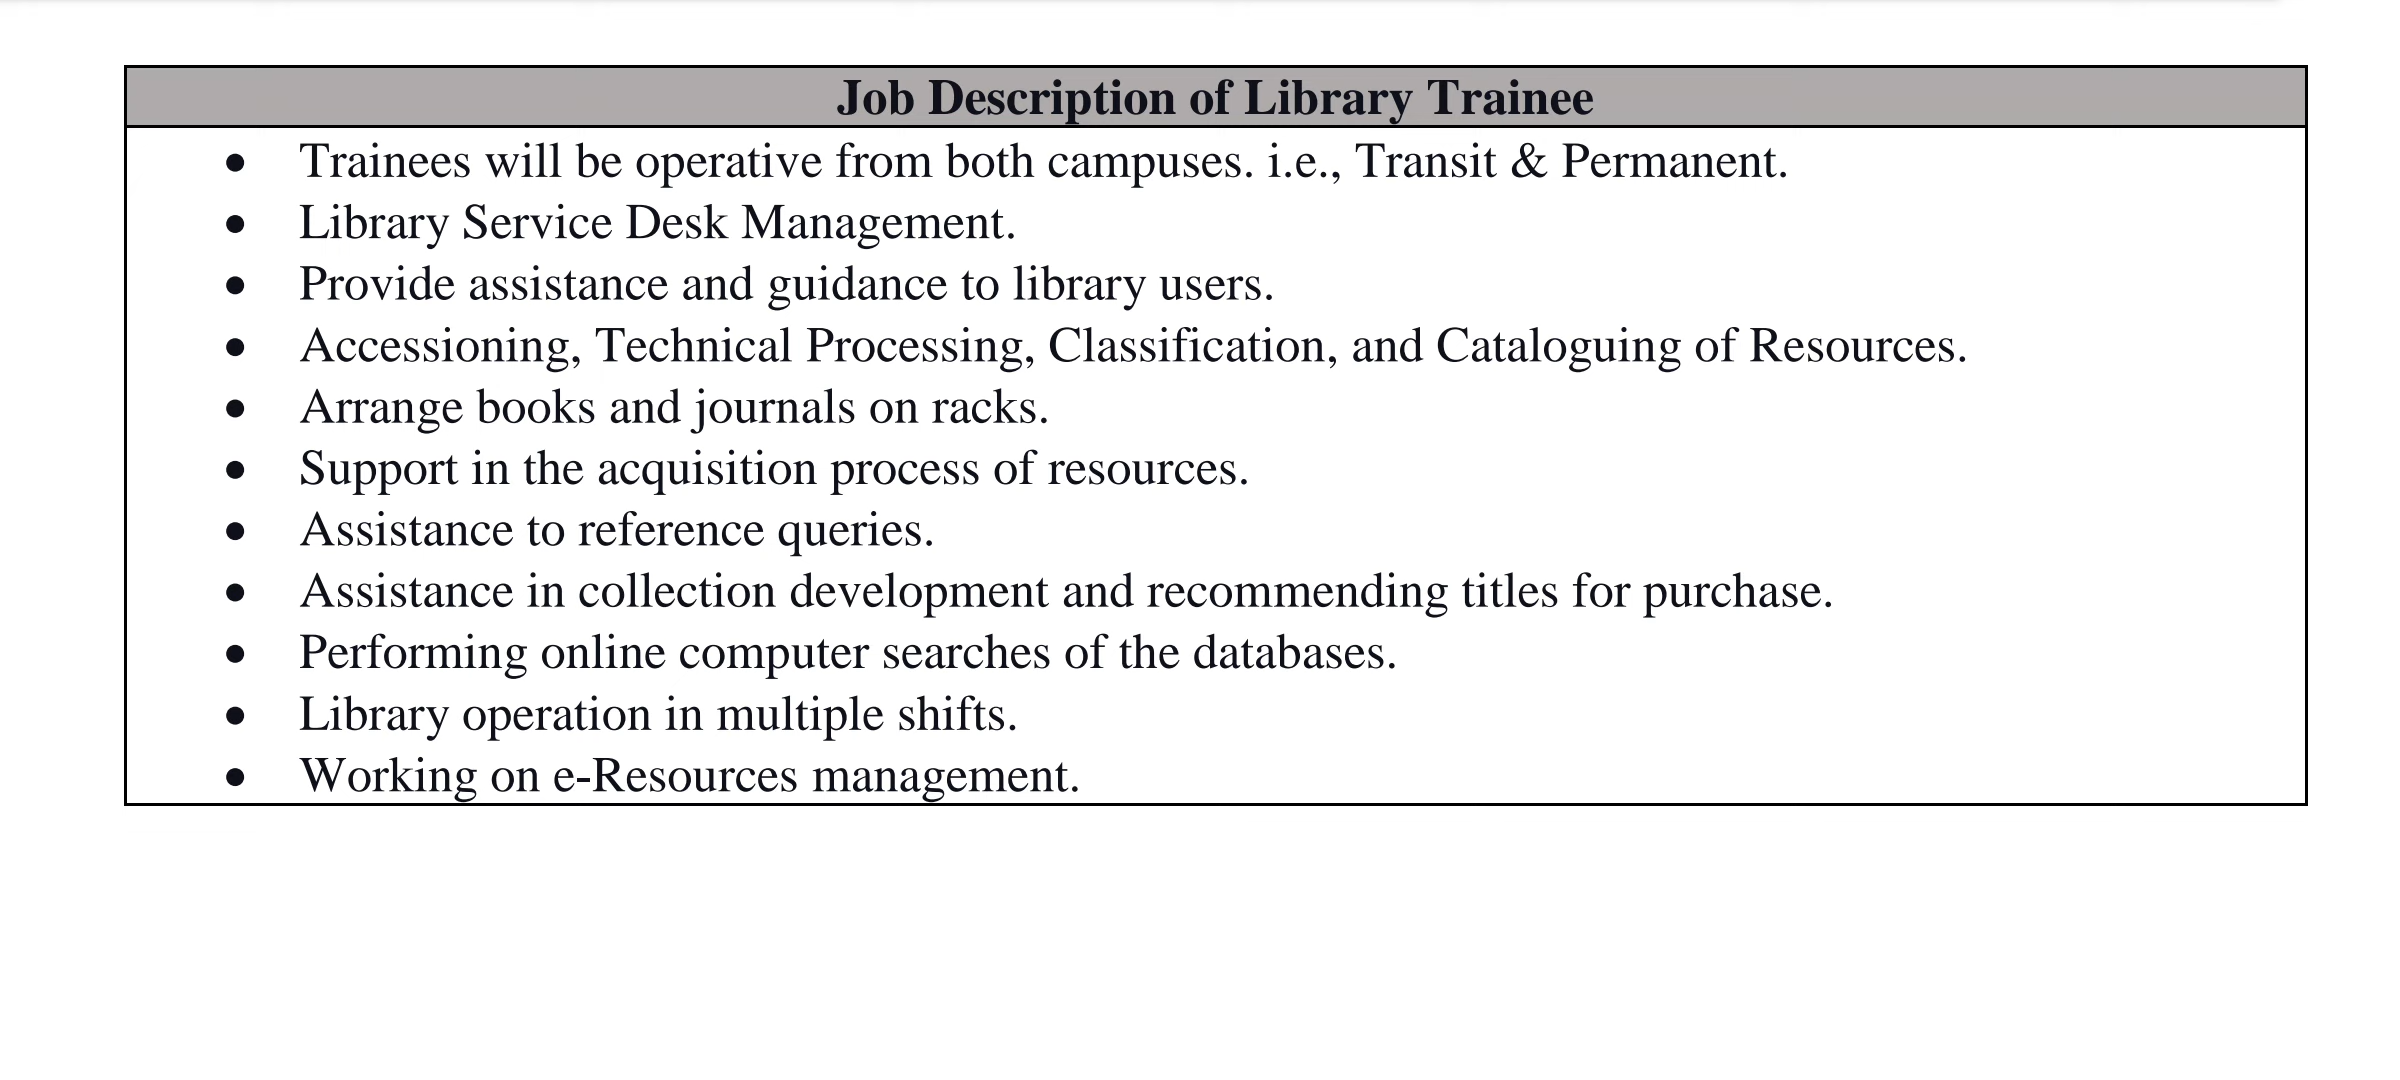 Job Description of Library Trainee
• Trainees will be operative from both campuses. i.e., Transit & Permanent.
• Library Service Desk Management.
• Provide assistance and guidance to library users.
• Accessioning, Technical Processing, Classification, and Cataloguing of Resources.
• Arrange books and journals on racks.
• Support in the acquisition process of resources.
• Assistance to reference queries.
• Assistance in collection development and recommending titles for purchase.
• Performing online computer searches of the databases.
• Library operation in multiple shifts.
• Working on e-Resources management.